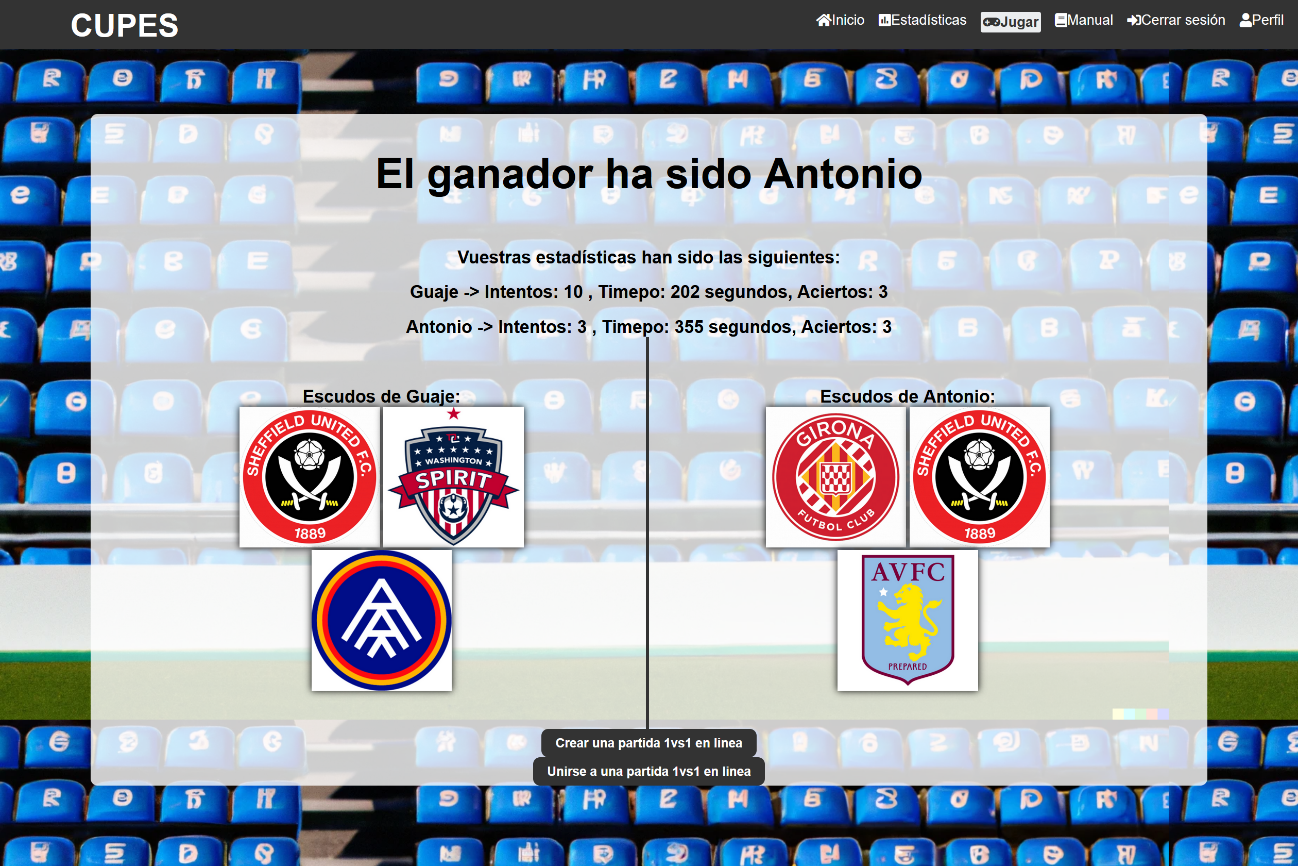 CUPES
Inicio Estadísticas Jugar Manual Cerrar sesión Perfil
El ganador ha sido Antonio
Vuestras estadísticas han sido las siguientes:
Guaje -> Intentos: 10 , Timepo: 202 segundos, Aciertos: 3
Antonio -> Intentos: 3 , Timepo: 355 segundos, Aciertos: 3
Escudos de Guaje:
SHEFFIELD UNITED F.C.
1889
WASHINGTON
SPIRIT
Escudos de Antonio:
GIRONA
FUTBOL CLUB
SHEFFIELD UNITED F.C.
1889
AVFC
PREPARED
Crear una partida 1vs1 en linea
Unirse a una partida 1vs1 en linea